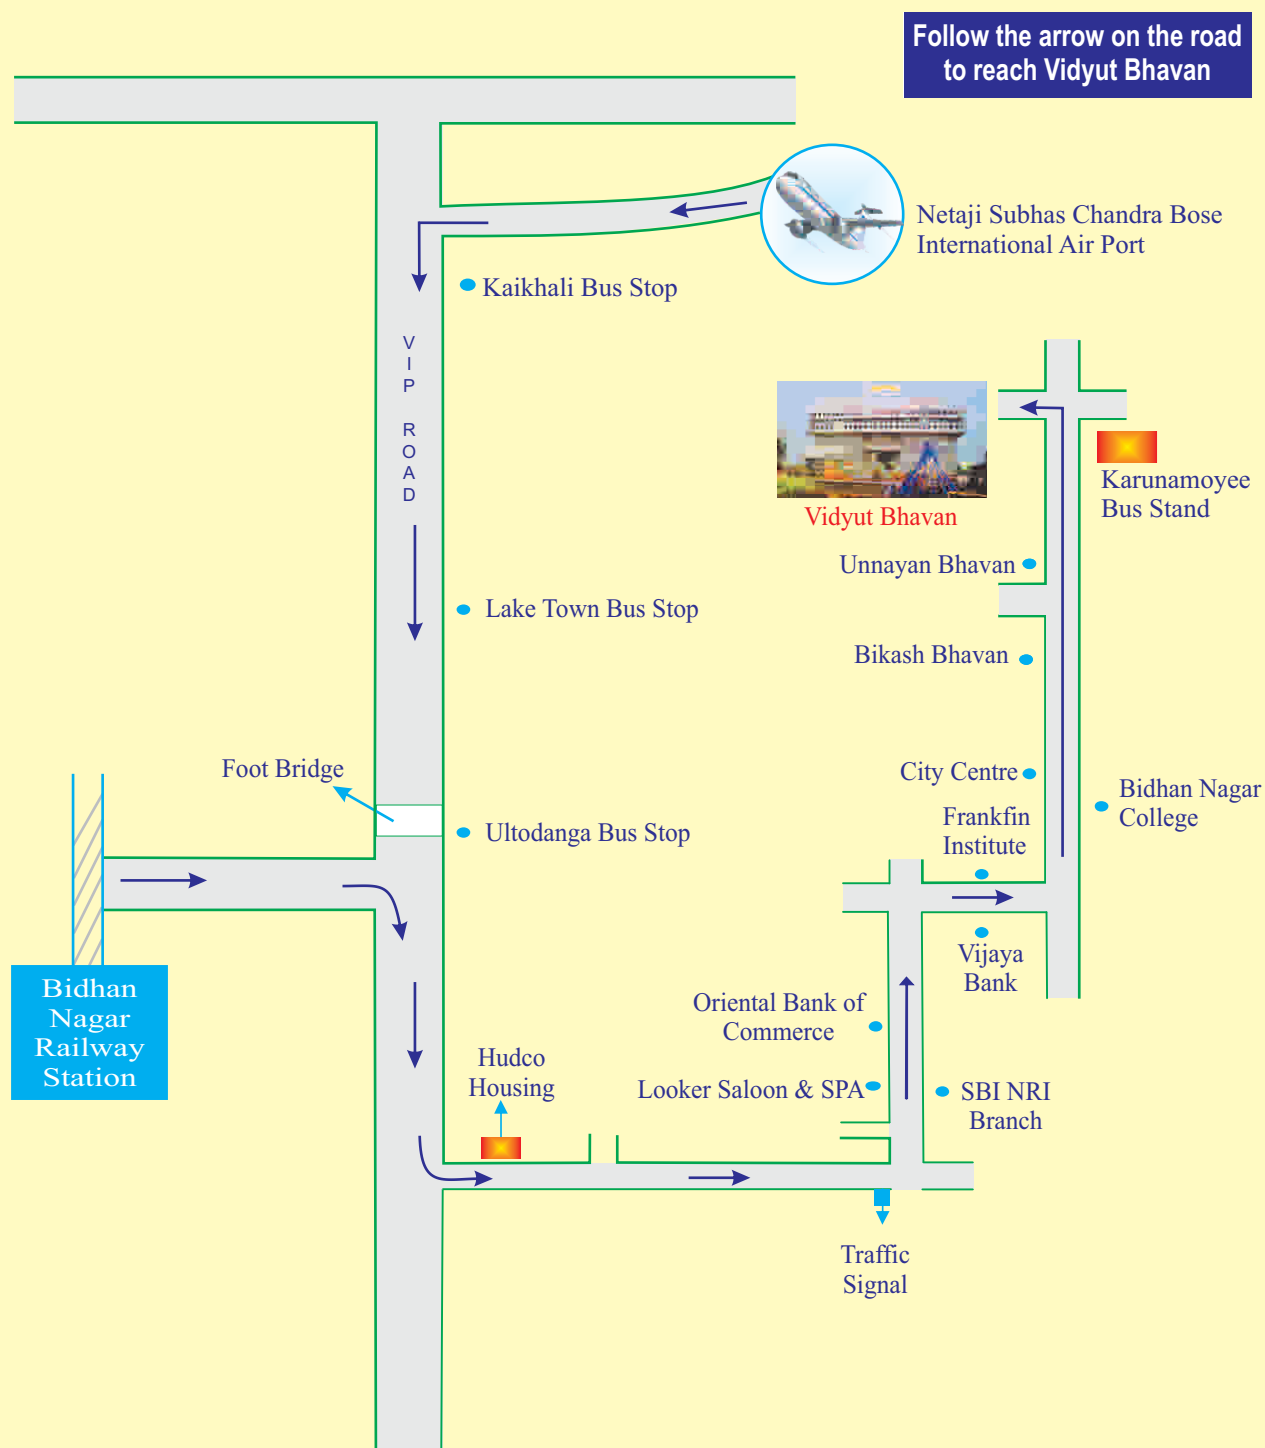 Follow the arrow on the road
to reach Vidyut Bhavan
Netaji Subhas Chandra Bose
International Air Port
Kaikhali Bus Stop
VIP ROAD
Karunamoyee
Bus Stand
Vidyut Bhavan
Unnayan Bhavan
Lake Town Bus Stop
Bikash Bhavan
Foot Bridge
City Centre
Bidhan Nagar
College
Frankfin
Institute
Ultodanga Bus Stop
Vijaya
Bank
Bidhan
Nagar
Railway
Station
Oriental Bank of
Commerce
Hudco
Housing
Looker Saloon & SPA
SBI NRI
Branch
Traffic
Signal